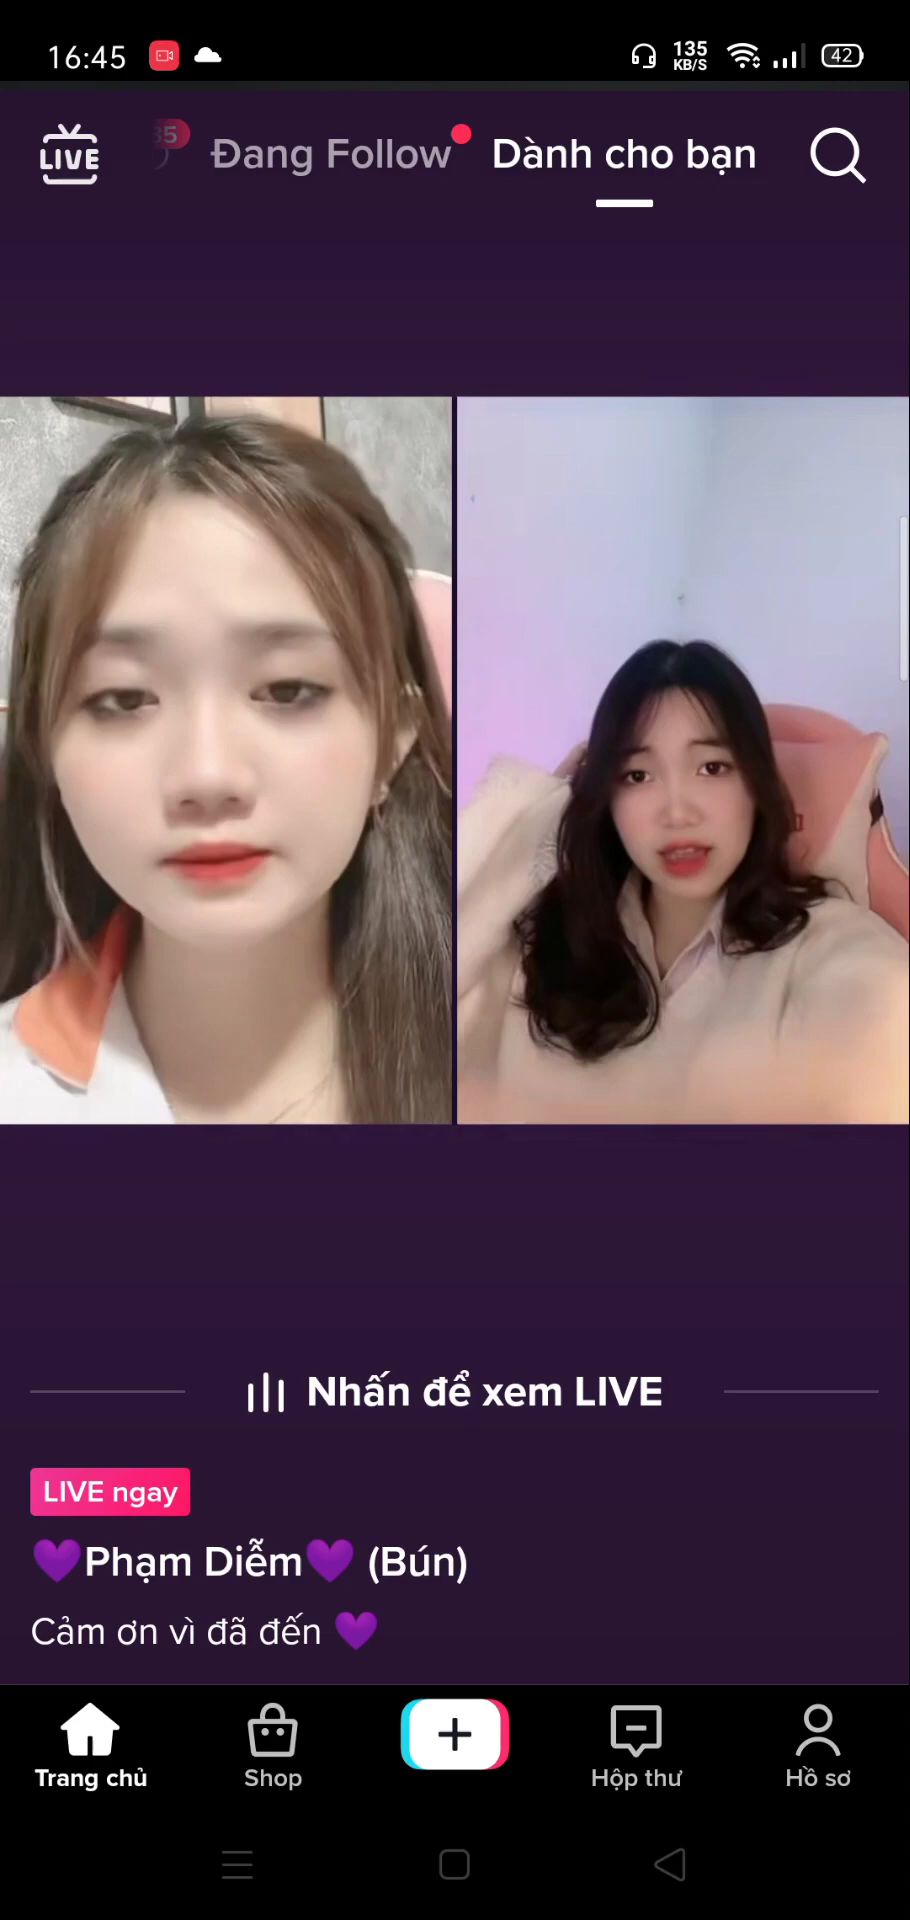 16:45
135
KB/S
42
LIVE
35
Đang Follow
Dành cho bạn
Nhấn để xem LIVE
LIVE ngay
💜Phạm Diễm💜 (Bún)
Cảm ơn vì đã đến 💜
Trang chủ
Shop
Hộp thư
Hồ sơ